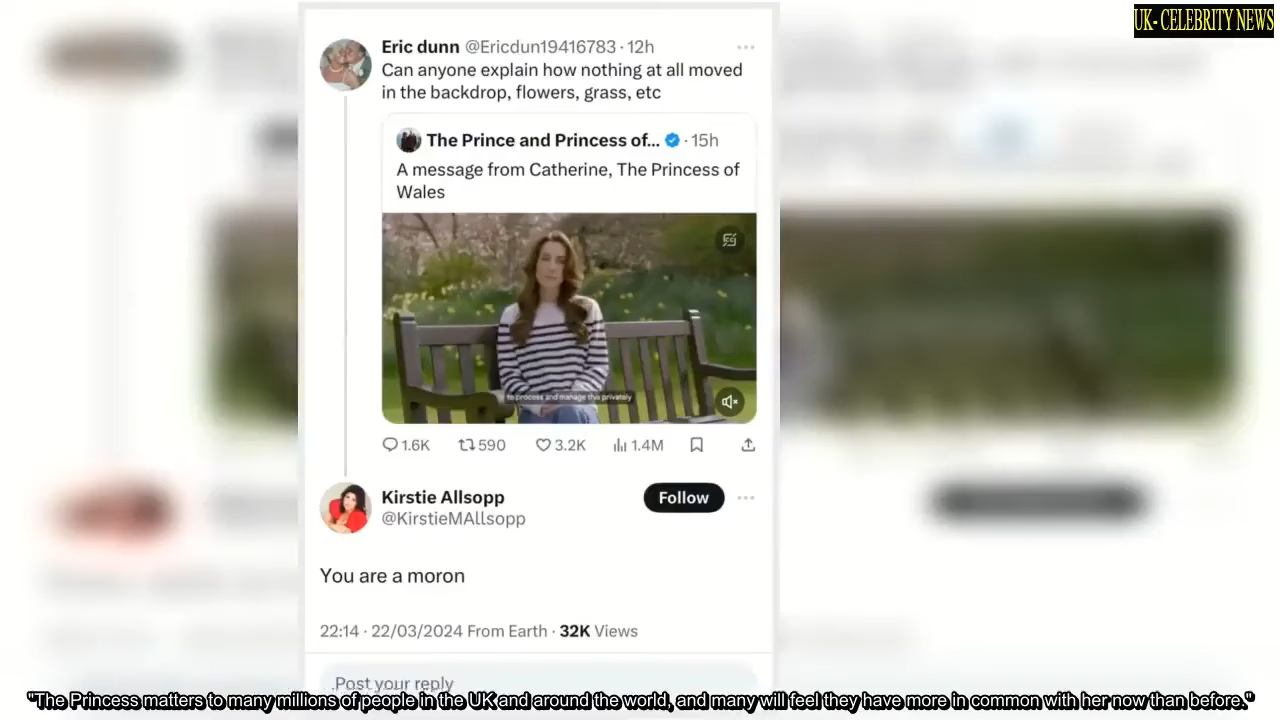 UK- CELEBRITY NEWS
Eric dunn @Ericdun19416783 · 12h
Can anyone explain how nothing at all moved
in the backdrop, flowers, grass, etc
The Prince and Princess of... · 15h
A message from Catherine, The Princess of
Wales
to process and manage this privately
1.6K 590 3.2K 1.4M
Kirstie Allsopp
Follow
@KirstieMAllsopp
You are a moron
22:14 · 22/03/2024 From Earth · 32K Views
Post your reply
"The Princess matters to many millions of people in the UK and around the world, and many will feel they have more in common with her now than before."